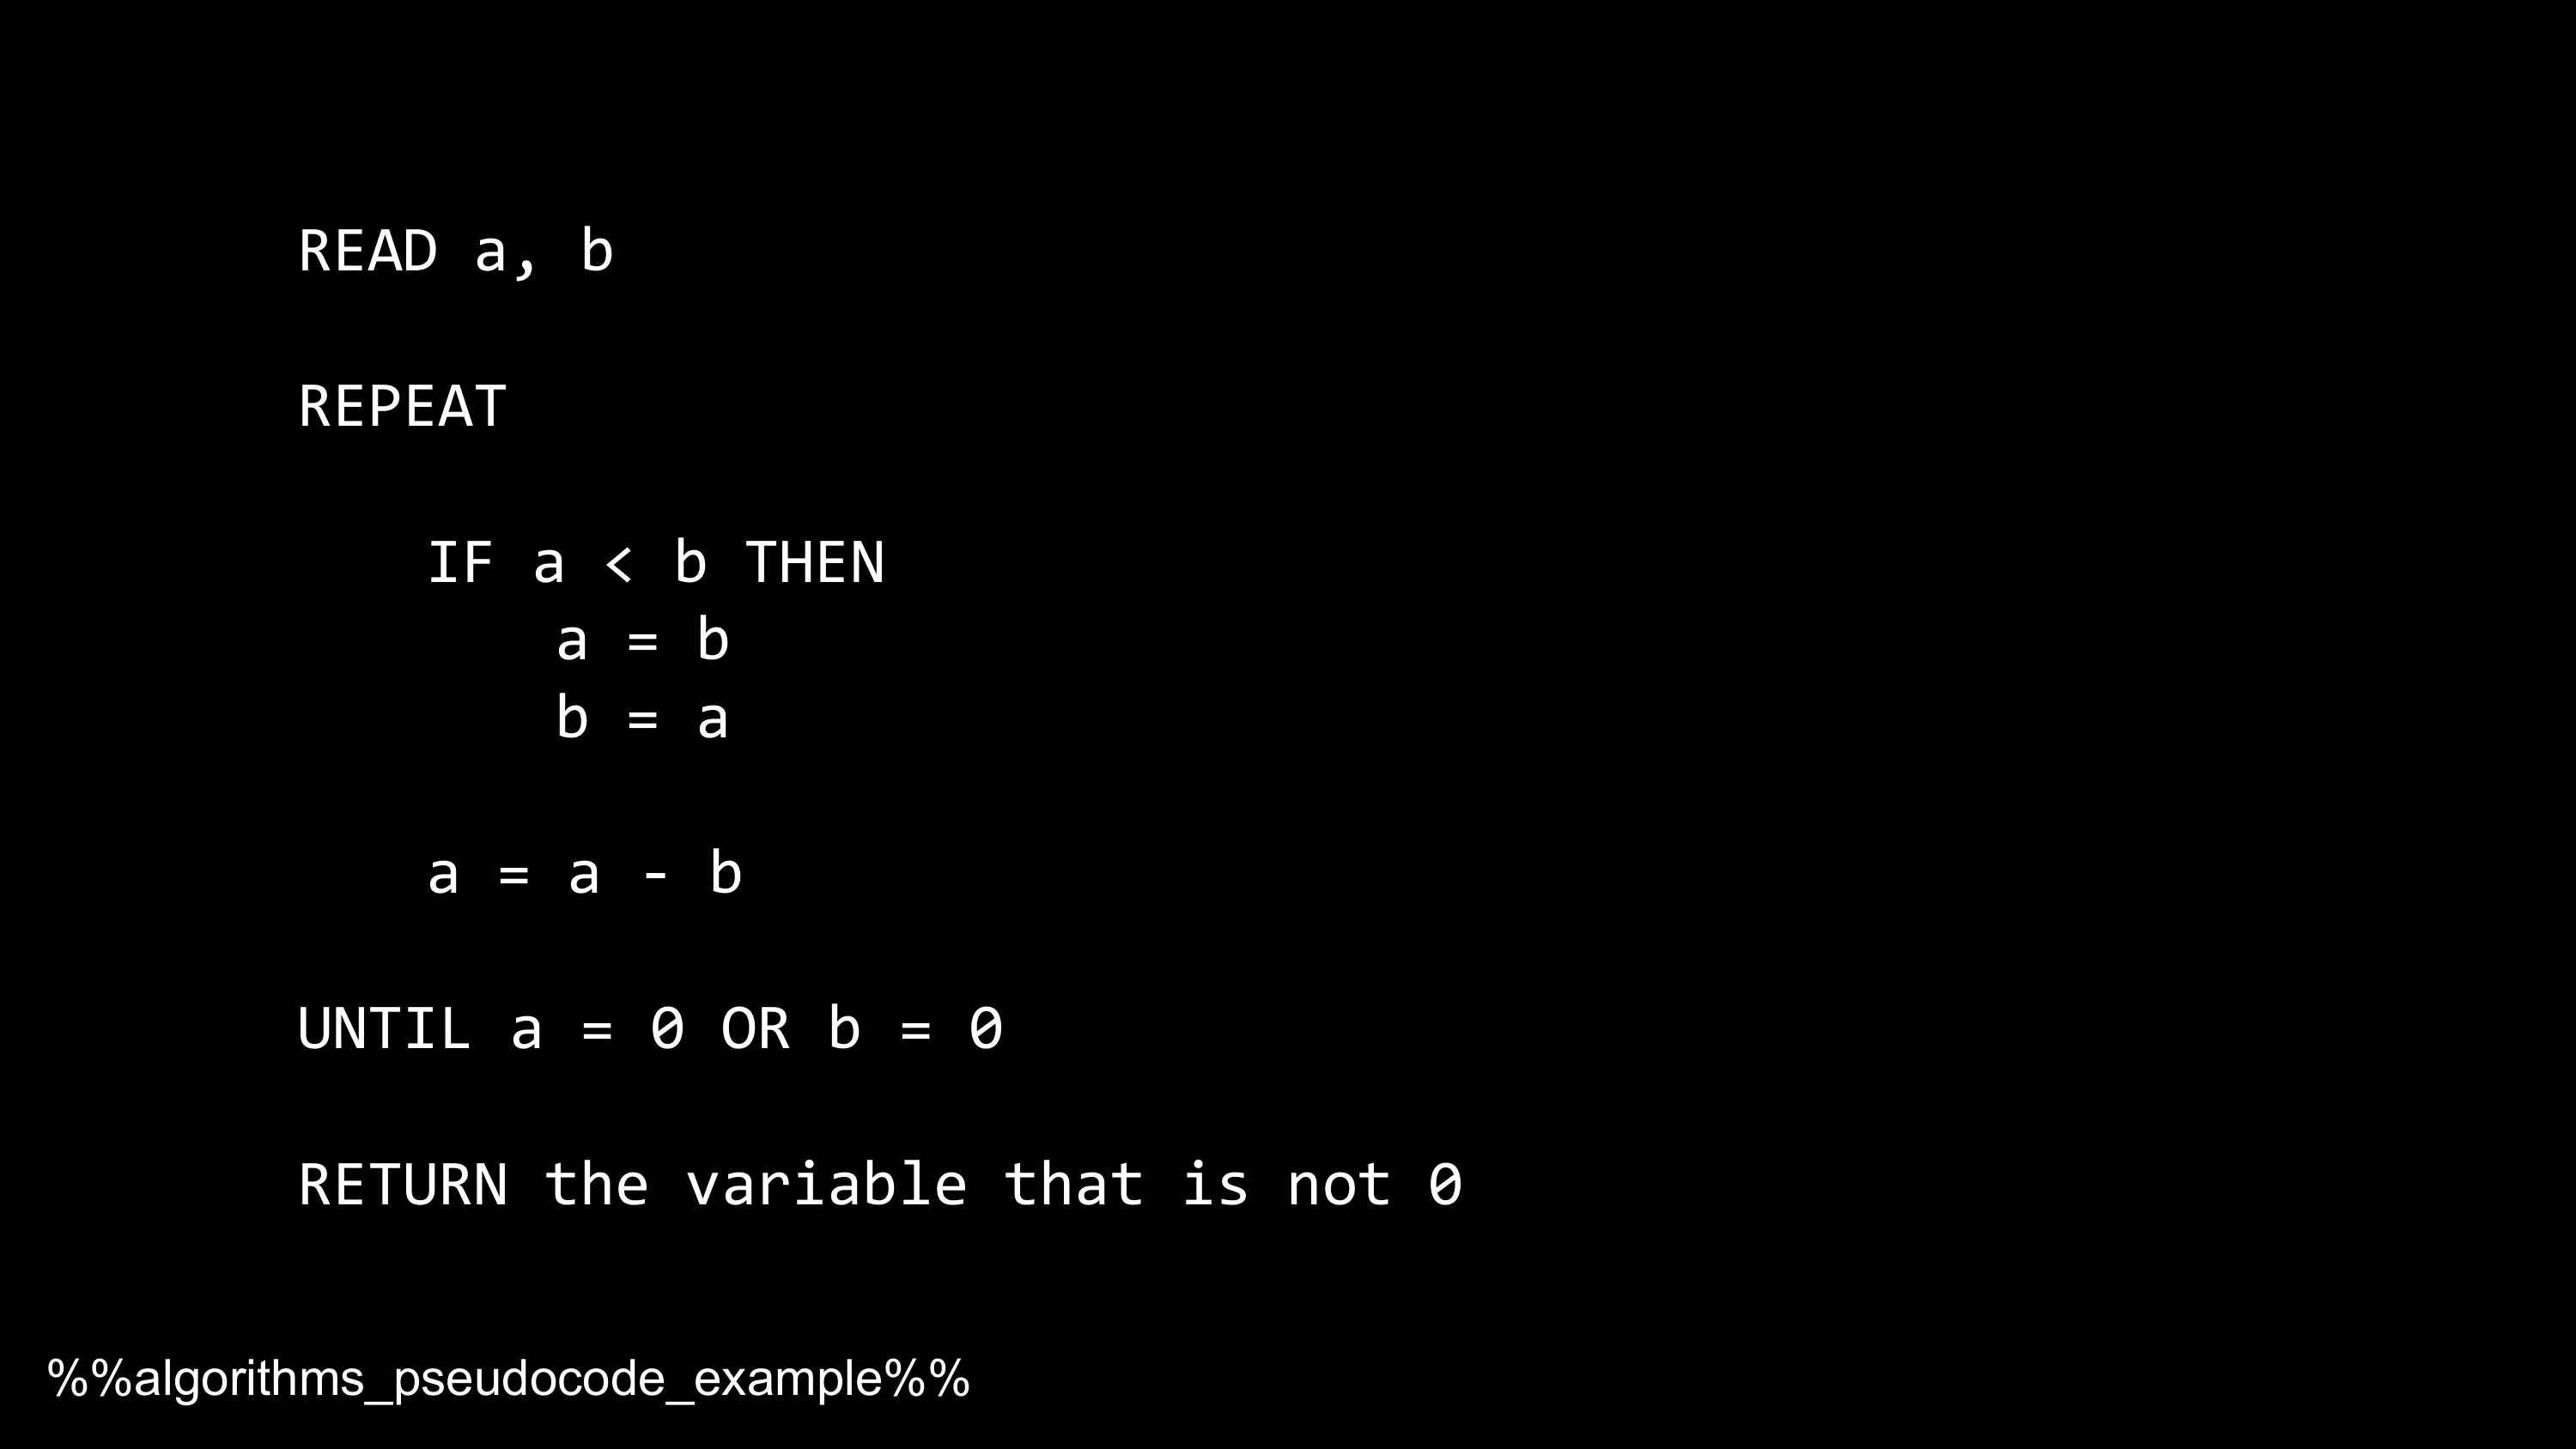 READ a, b
REPEAT
IF a < b THEN
a = b
b = a
a = a - b
UNTIL a = 0 OR b = 0
RETURN the variable that is not 0
%%algorithms_pseudocode_example%%